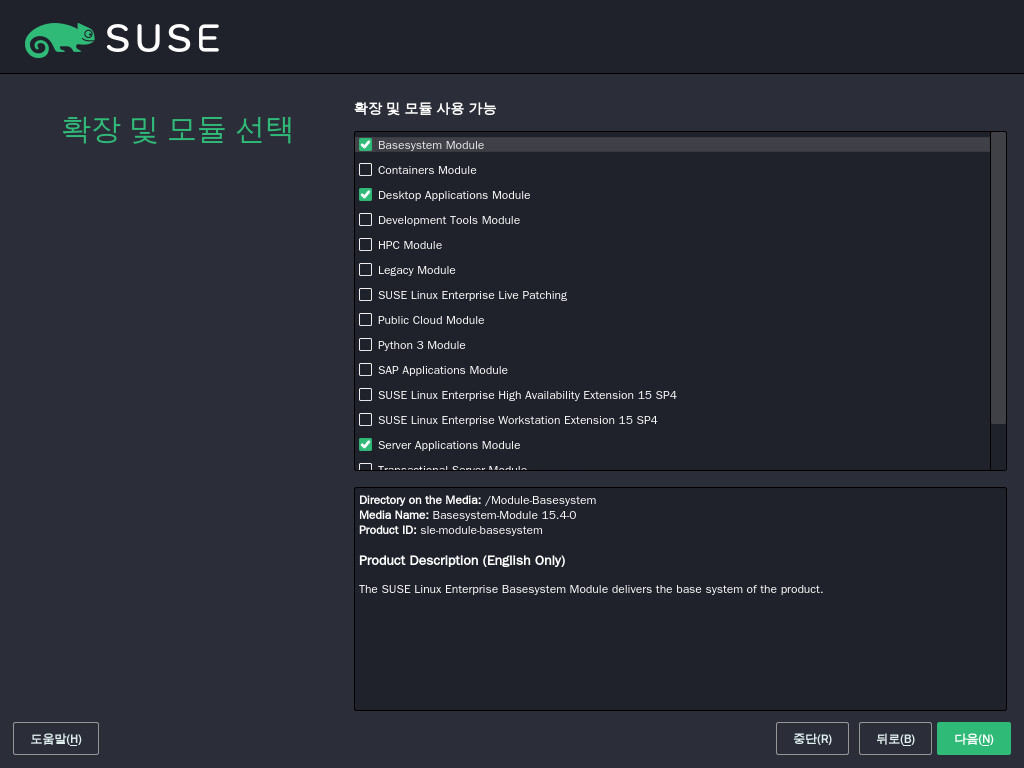 SUSE
확장 및 모듈 선택
확장 및 모듈 사용 가능
Basesystem Module
Containers Module
Desktop Applications Module
Development Tools Module
HPC Module
Legacy Module
SUSE Linux Enterprise Live Patching
Public Cloud Module
Python 3 Module
SAP Applications Module
SUSE Linux Enterprise High Availability Extension 15 SP4
SUSE Linux Enterprise Workstation Extension 15 SP4
Server Applications Module
Transactional Server Module
Directory on the Media: /Module-Basesystem
Media Name: Basesystem-Module 15.4-0
Product ID: sle-module-basesystem
Product Description (English Only)
The SUSE Linux Enterprise Basesystem Module delivers the base system of the product.
도움말(H)
중단(R)
뒤로(B)
다음(N)